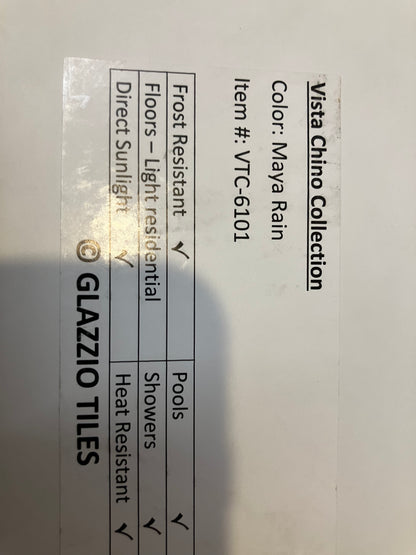 Vista Chino Collection
Color: Maya Rain
Item #: VTC-6101
Frost Resistant ✓ Pools ✓
Floors – Light residential Showers ✓
Direct Sunlight ✓ Heat Resistant ✓
© GLAZZIO TILES